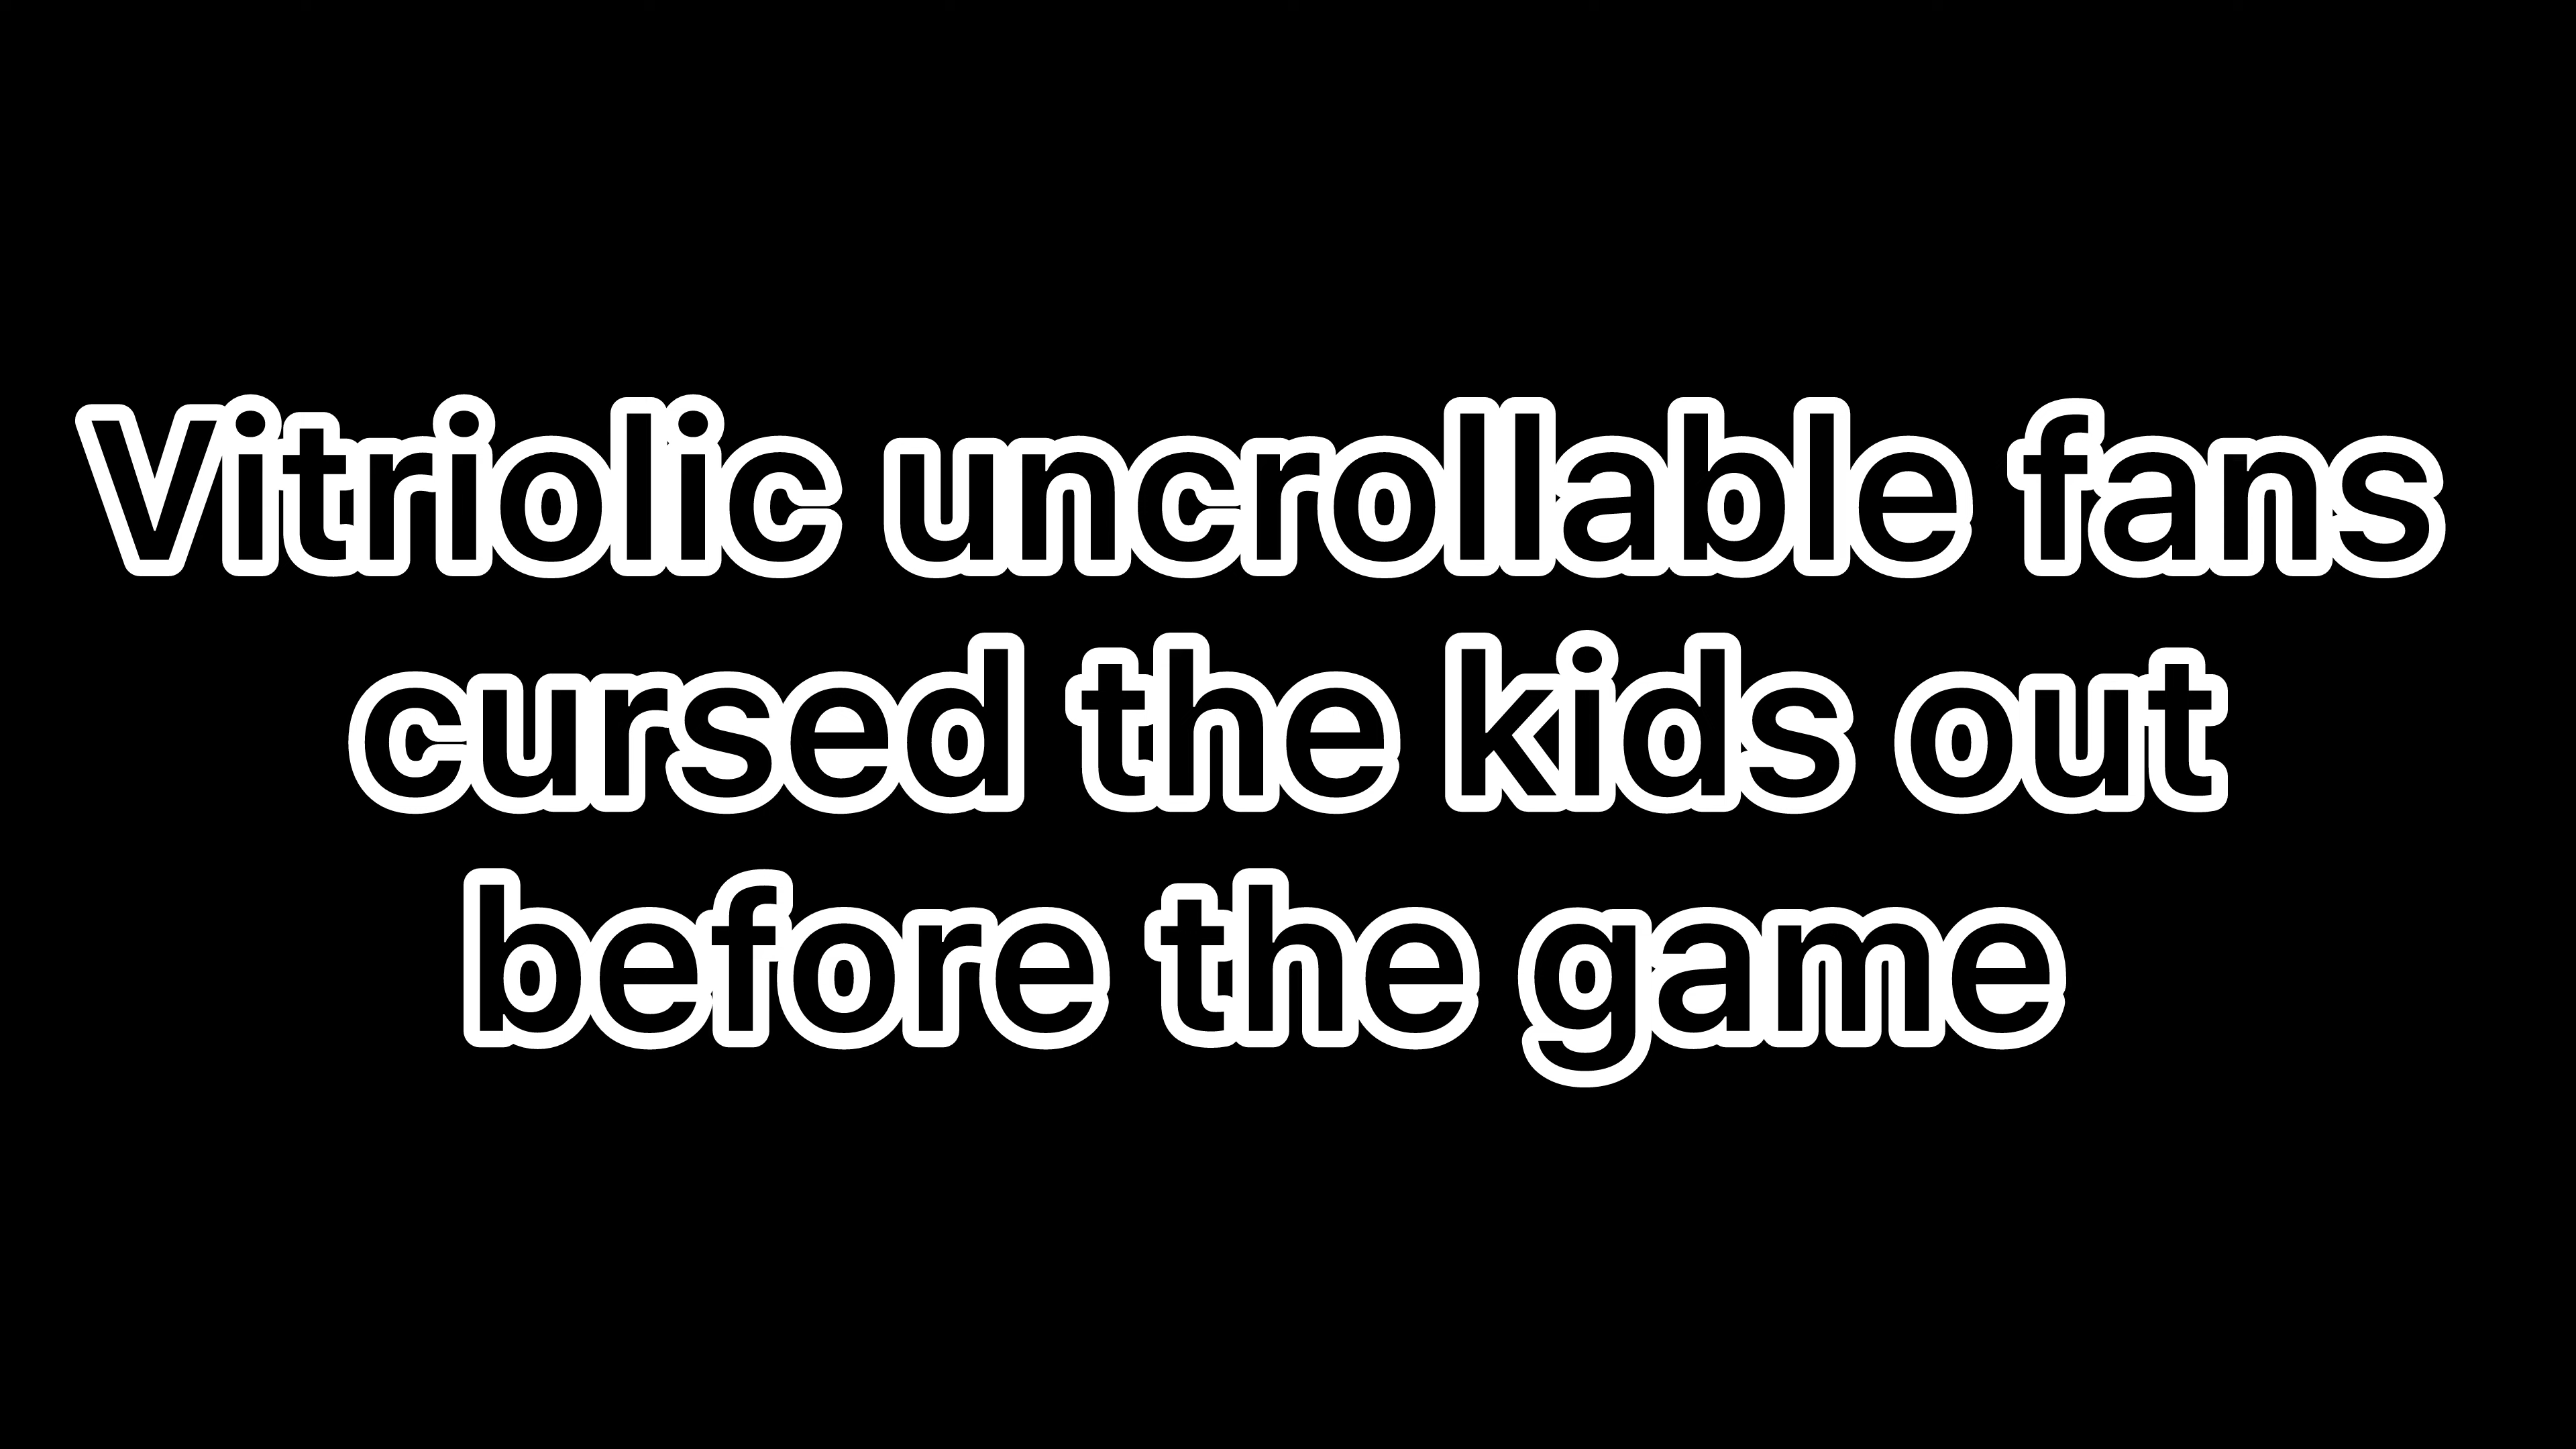 Vitriolic uncrollable fans
cursed the kids out
before the game